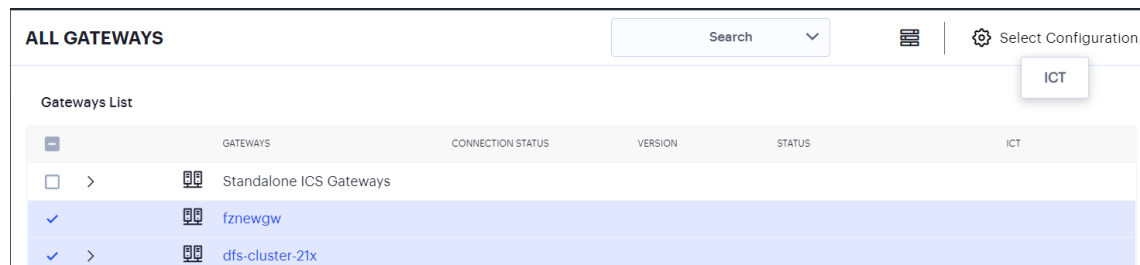 ALL GATEWAYS Search Select Configuration
ICT
Gateways List
GATEWAYS CONNECTION STATUS VERSION STATUS ICT
Standalone ICS Gateways
fznewgw
dfs-cluster-21x